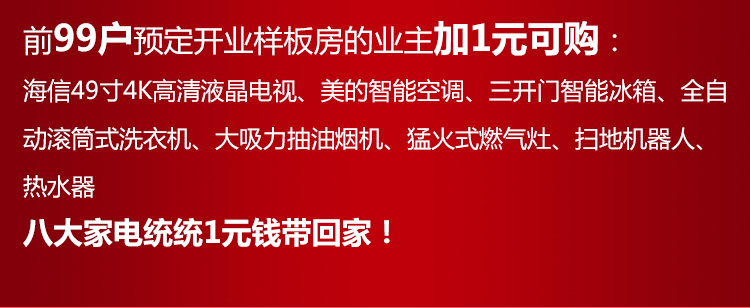 前99户预定开业样板房的业主加1元可购：
海信49寸4K高清液晶电视、美的智能空调、三开门智能冰箱、全自
动滚筒式洗衣机、大吸力抽油烟机、猛火式燃气灶、扫地机器人、
热水器
八大家电统统1元钱带回家！